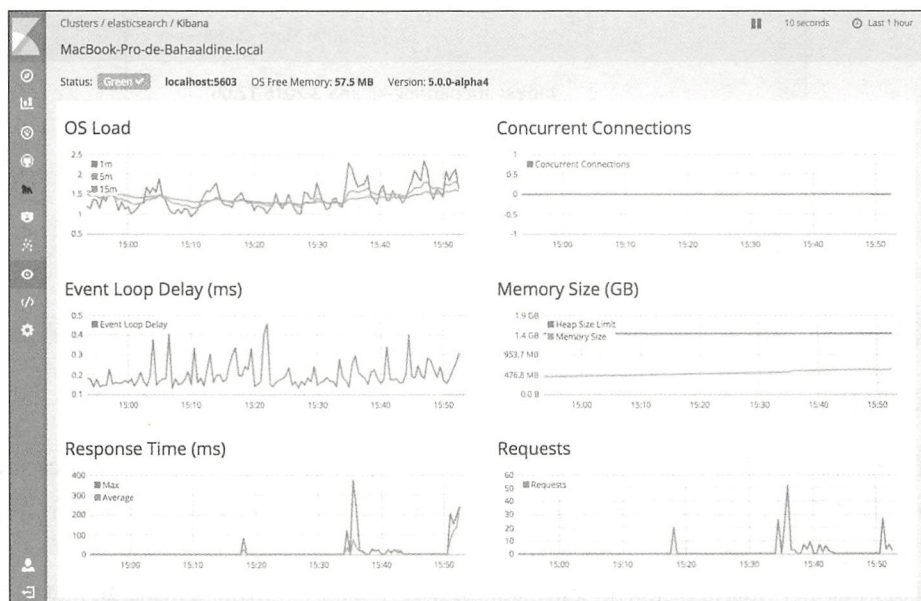 Clusters / elasticsearch / Kibana
10 seconds
Last 1 hour
MacBook-Pro-de-Bahaaldine.local
Status: Green localhost:5603 OS Free Memory: 57.5 MB Version: 5.0.0-alpha4
OS Load
2.5
2
1.5
1
0.5
1m
5m
15m
15:00 15:10 15:20 15:30 15:40 15:50
Concurrent Connections
1
0.5
0
-0.5
-1
Concurrent Connections
15:00 15:10 15:20 15:30 15:40 15:50
Event Loop Delay (ms)
0.5
0.4
0.3
0.2
0.1
Event Loop Delay
15:00 15:10 15:20 15:30 15:40 15:50
Memory Size (GB)
1.9 GB
1.4 GB
953.7 MB
476.8 MB
0.0 B
Heap Size Limit
Memory Size
15:00 15:10 15:20 15:30 15:40 15:50
Response Time (ms)
400
300
200
100
0
Max
Average
15:00 15:10 15:20 15:30 15:40 15:50
Requests
60
50
40
30
20
10
0
Requests
15:00 15:10 15:20 15:30 15:40 15:50